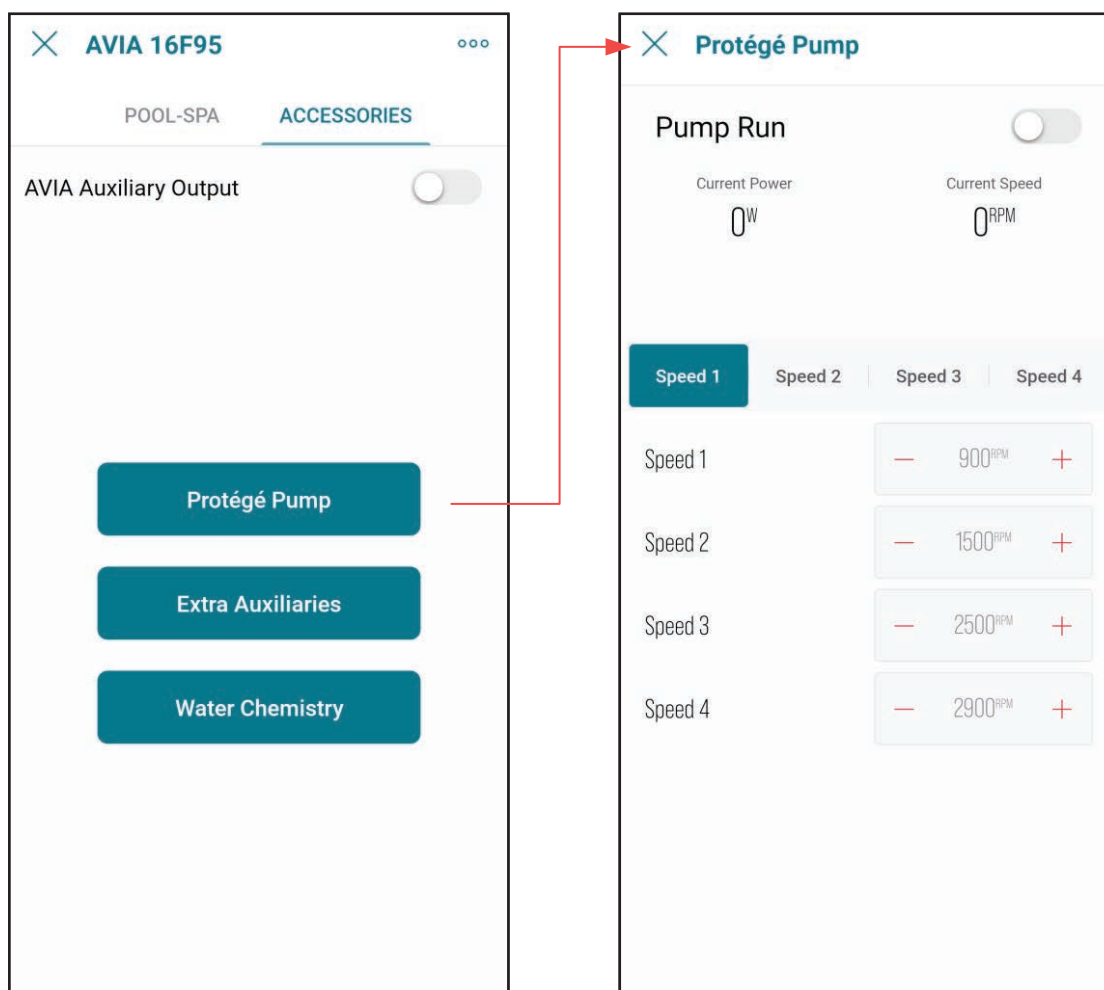 AVIA 16F95
POOL-SPA ACCESSORIES
AVIA Auxiliary Output
Protégé Pump
Extra Auxiliaries
Water Chemistry
Protégé Pump
Pump Run
Current Power Current Speed
0W 0RPM
Speed 1 Speed 2 Speed 3 Speed 4
Speed 1 – 900RPM +
Speed 2 – 1500RPM +
Speed 3 – 2500RPM +
Speed 4 – 2900RPM +